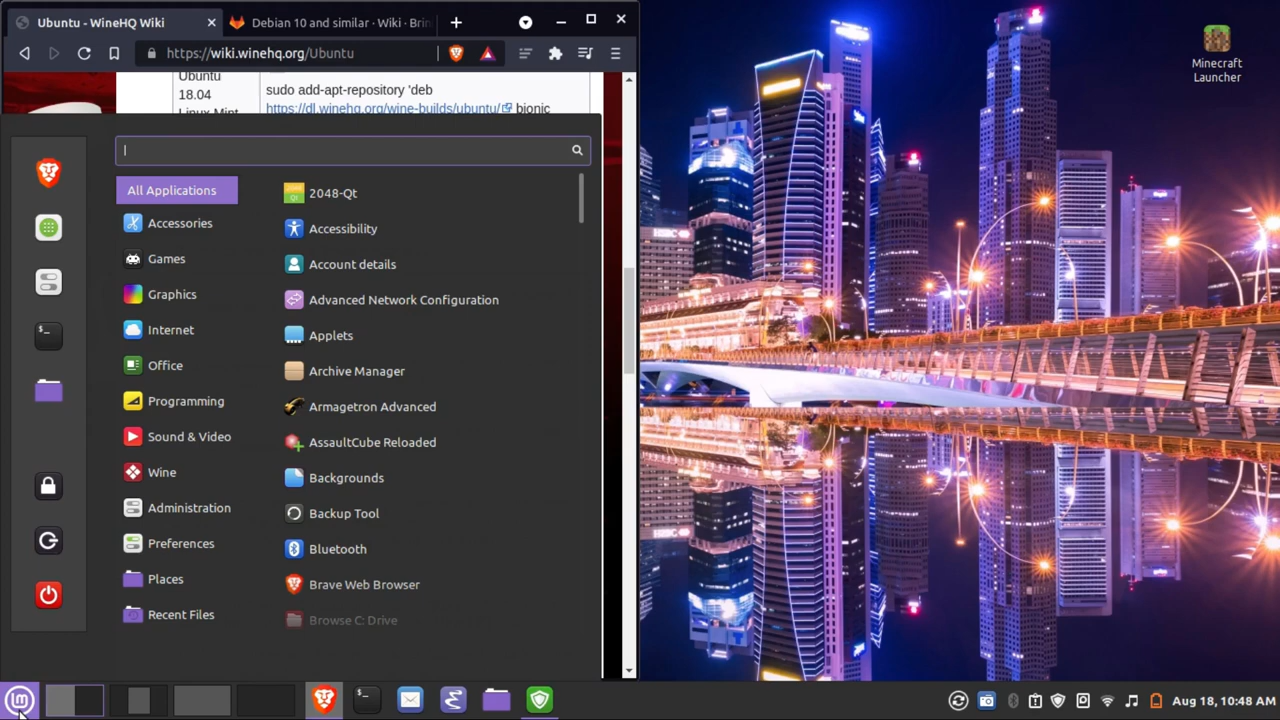 Ubuntu - WineHQ Wiki
Debian 10 and similar · Wiki · Brin
https://wiki.winehq.org/Ubuntu
Ubuntu
18.04
sudo add-apt-repository 'deb
https://dl.winehq.org/wine-builds/ubuntu/ bionic
Linux Mint
All Applications
Accessories
Games
Graphics
Internet
Office
Programming
Sound & Video
Wine
Administration
Preferences
Places
Recent Files
2048-Qt
Accessibility
Account details
Advanced Network Configuration
Applets
Archive Manager
Armagetron Advanced
AssaultCube Reloaded
Backgrounds
Backup Tool
Bluetooth
Brave Web Browser
Browse C: Drive
Minecraft
Launcher
HSBC
Aug 18, 10:48 AM